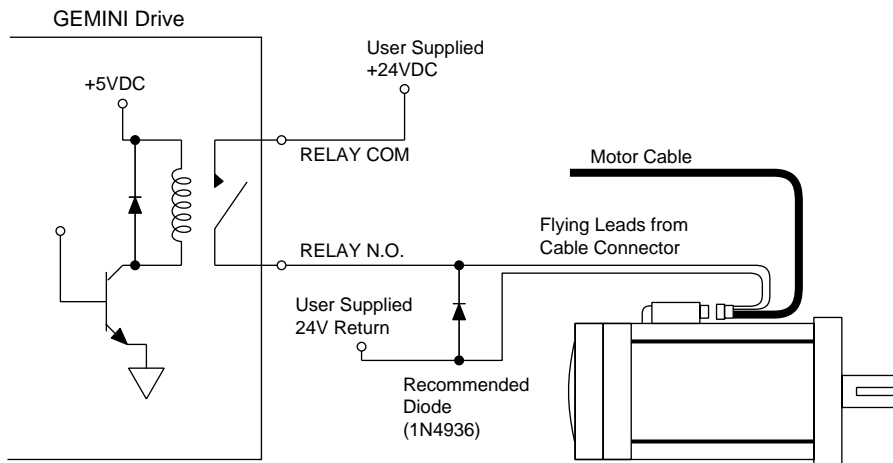 GEMINI Drive
User Supplied
+24VDC
+5VDC
RELAY COM
Motor Cable
Flying Leads from
Cable Connector
RELAY N.O.
User Supplied
24V Return
Recommended
Diode
(1N4936)